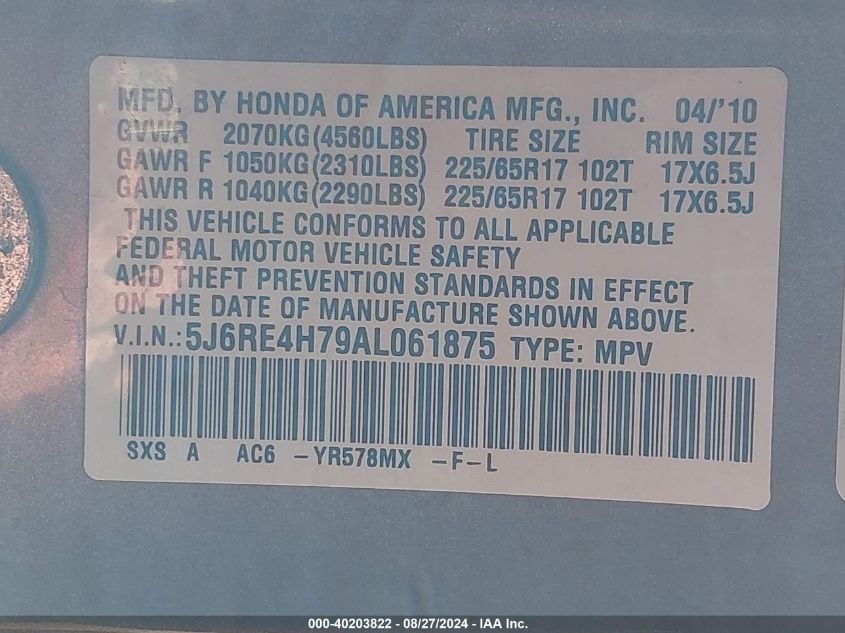 MFD. BY HONDA OF AMERICA MFG., INC. 04/'10
GVWR 2070KG(4560LBS) TIRE SIZE RIM SIZE
GAWR F 1050KG(2310LBS) 225/65R17 102T 17X6.5J
GAWR R 1040KG(2290LBS) 225/65R17 102T 17X6.5J
THIS VEHICLE CONFORMS TO ALL APPLICABLE
FEDERAL MOTOR VEHICLE SAFETY
AND THEFT PREVENTION STANDARDS IN EFFECT
ON THE DATE OF MANUFACTURE SHOWN ABOVE.
V.I.N.:5J6RE4H79AL061875 TYPE: MPV
SXS A AC6 -YR578MX -F-L
000-40203822 - 08/27/2024 - IAA Inc.